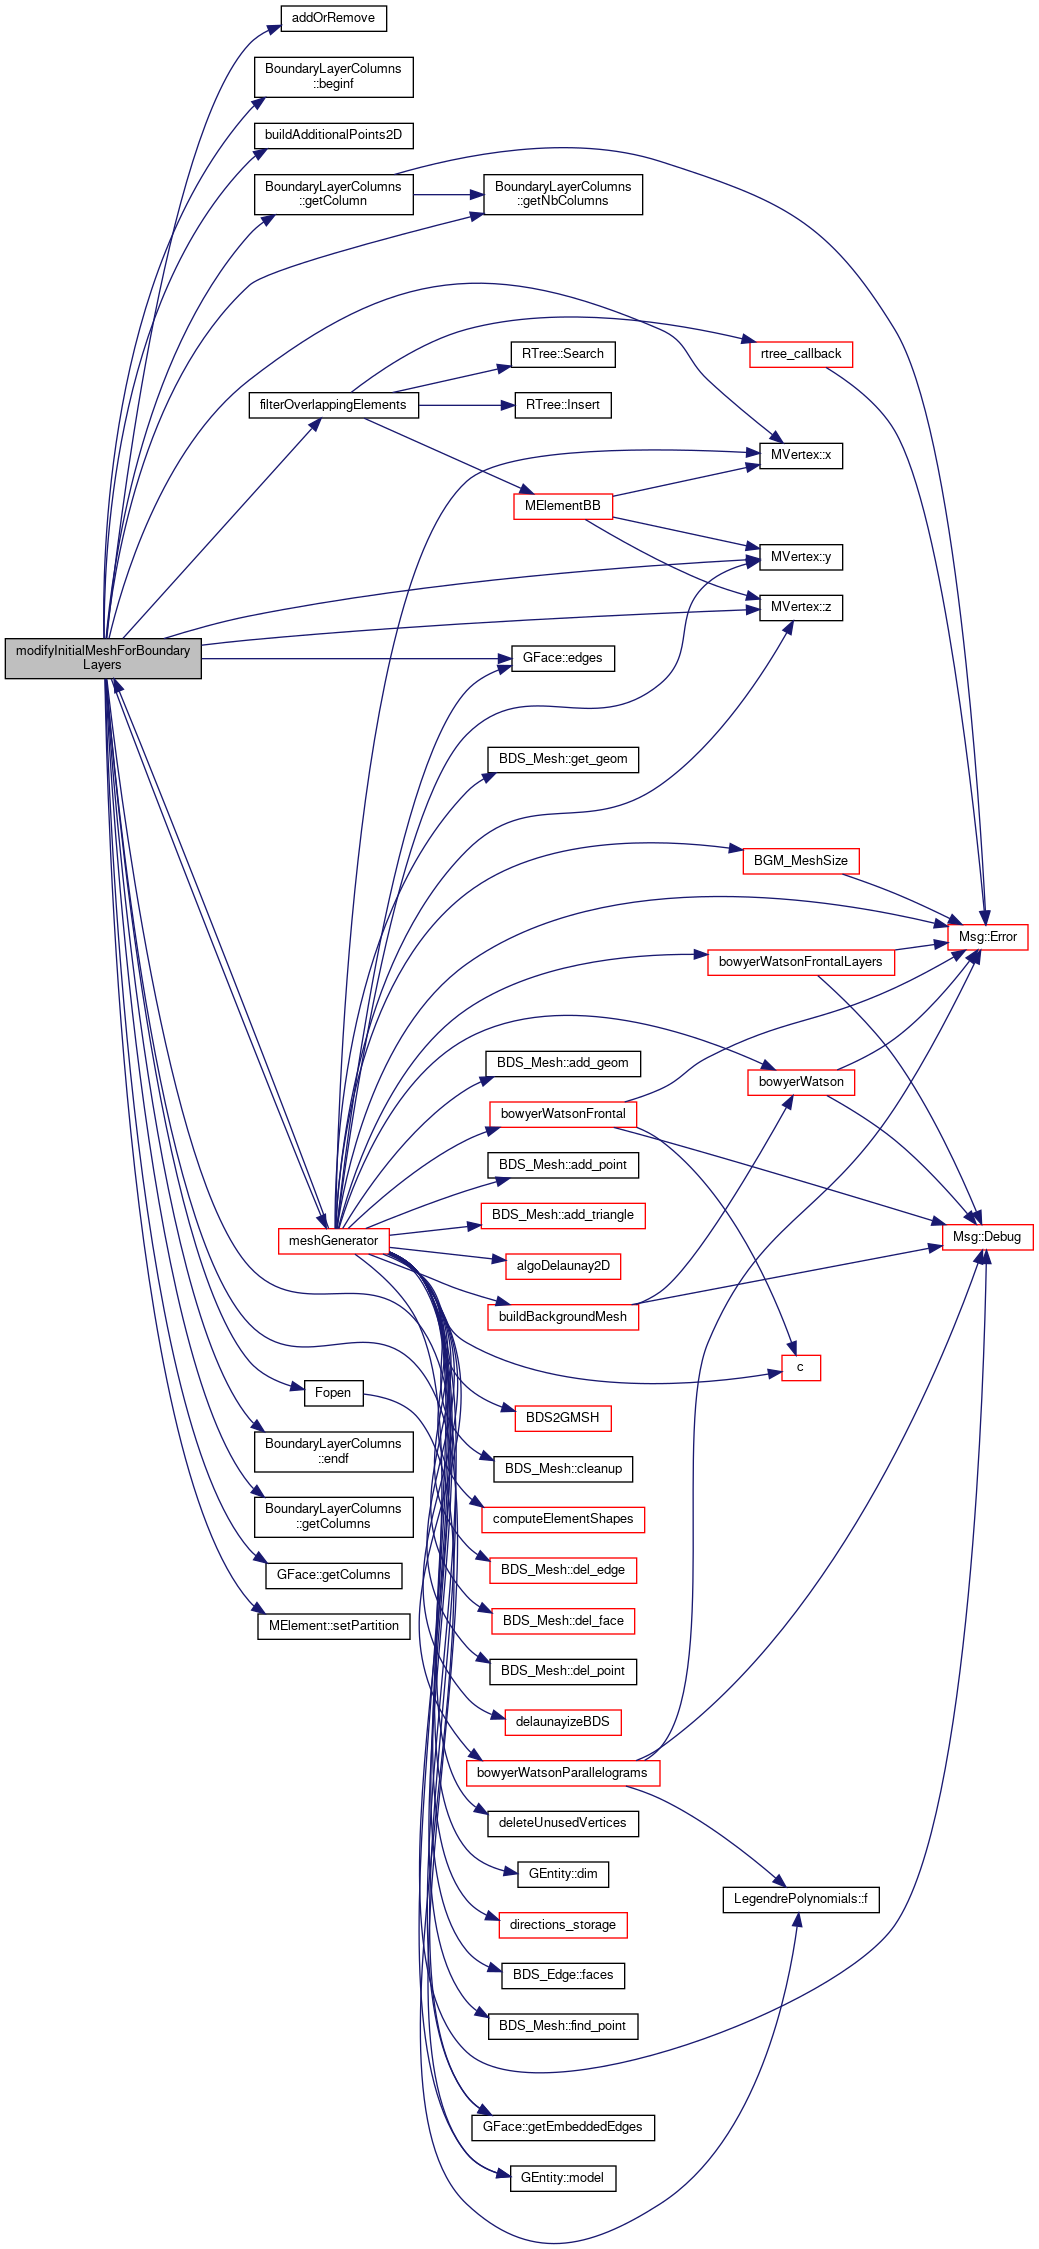 addOrRemove
BoundaryLayerColumns
::beginf
buildAdditionalPoints2D
BoundaryLayerColumns
::getColumn
BoundaryLayerColumns
::getNbColumns
rtree_callback
RTree::Search
filterOverlappingElements
RTree::Insert
MVertex::x
MElementBB
MVertex::y
MVertex::z
modifyInitialMeshForBoundary
Layers
GFace::edges
BDS_Mesh::get_geom
BGM_MeshSize
Msg::Error
bowyerWatsonFrontalLayers
BDS_Mesh::add_geom
bowyerWatson
bowyerWatsonFrontal
BDS_Mesh::add_point
BDS_Mesh::add_triangle
meshGenerator
Msg::Debug
algoDelaunay2D
buildBackgroundMesh
c
Fopen
BDS2GMSH
BoundaryLayerColumns
::endf
BDS_Mesh::cleanup
BoundaryLayerColumns
::getColumns
computeElementShapes
GFace::getColumns
BDS_Mesh::del_edge
MElement::setPartition
BDS_Mesh::del_face
BDS_Mesh::del_point
delaunayizeBDS
bowyerWatsonParallelograms
deleteUnusedVertices
GEntity::dim
LegendrePolynomials::f
directions_storage
BDS_Edge::faces
BDS_Mesh::find_point
GFace::getEmbeddedEdges
GEntity::model